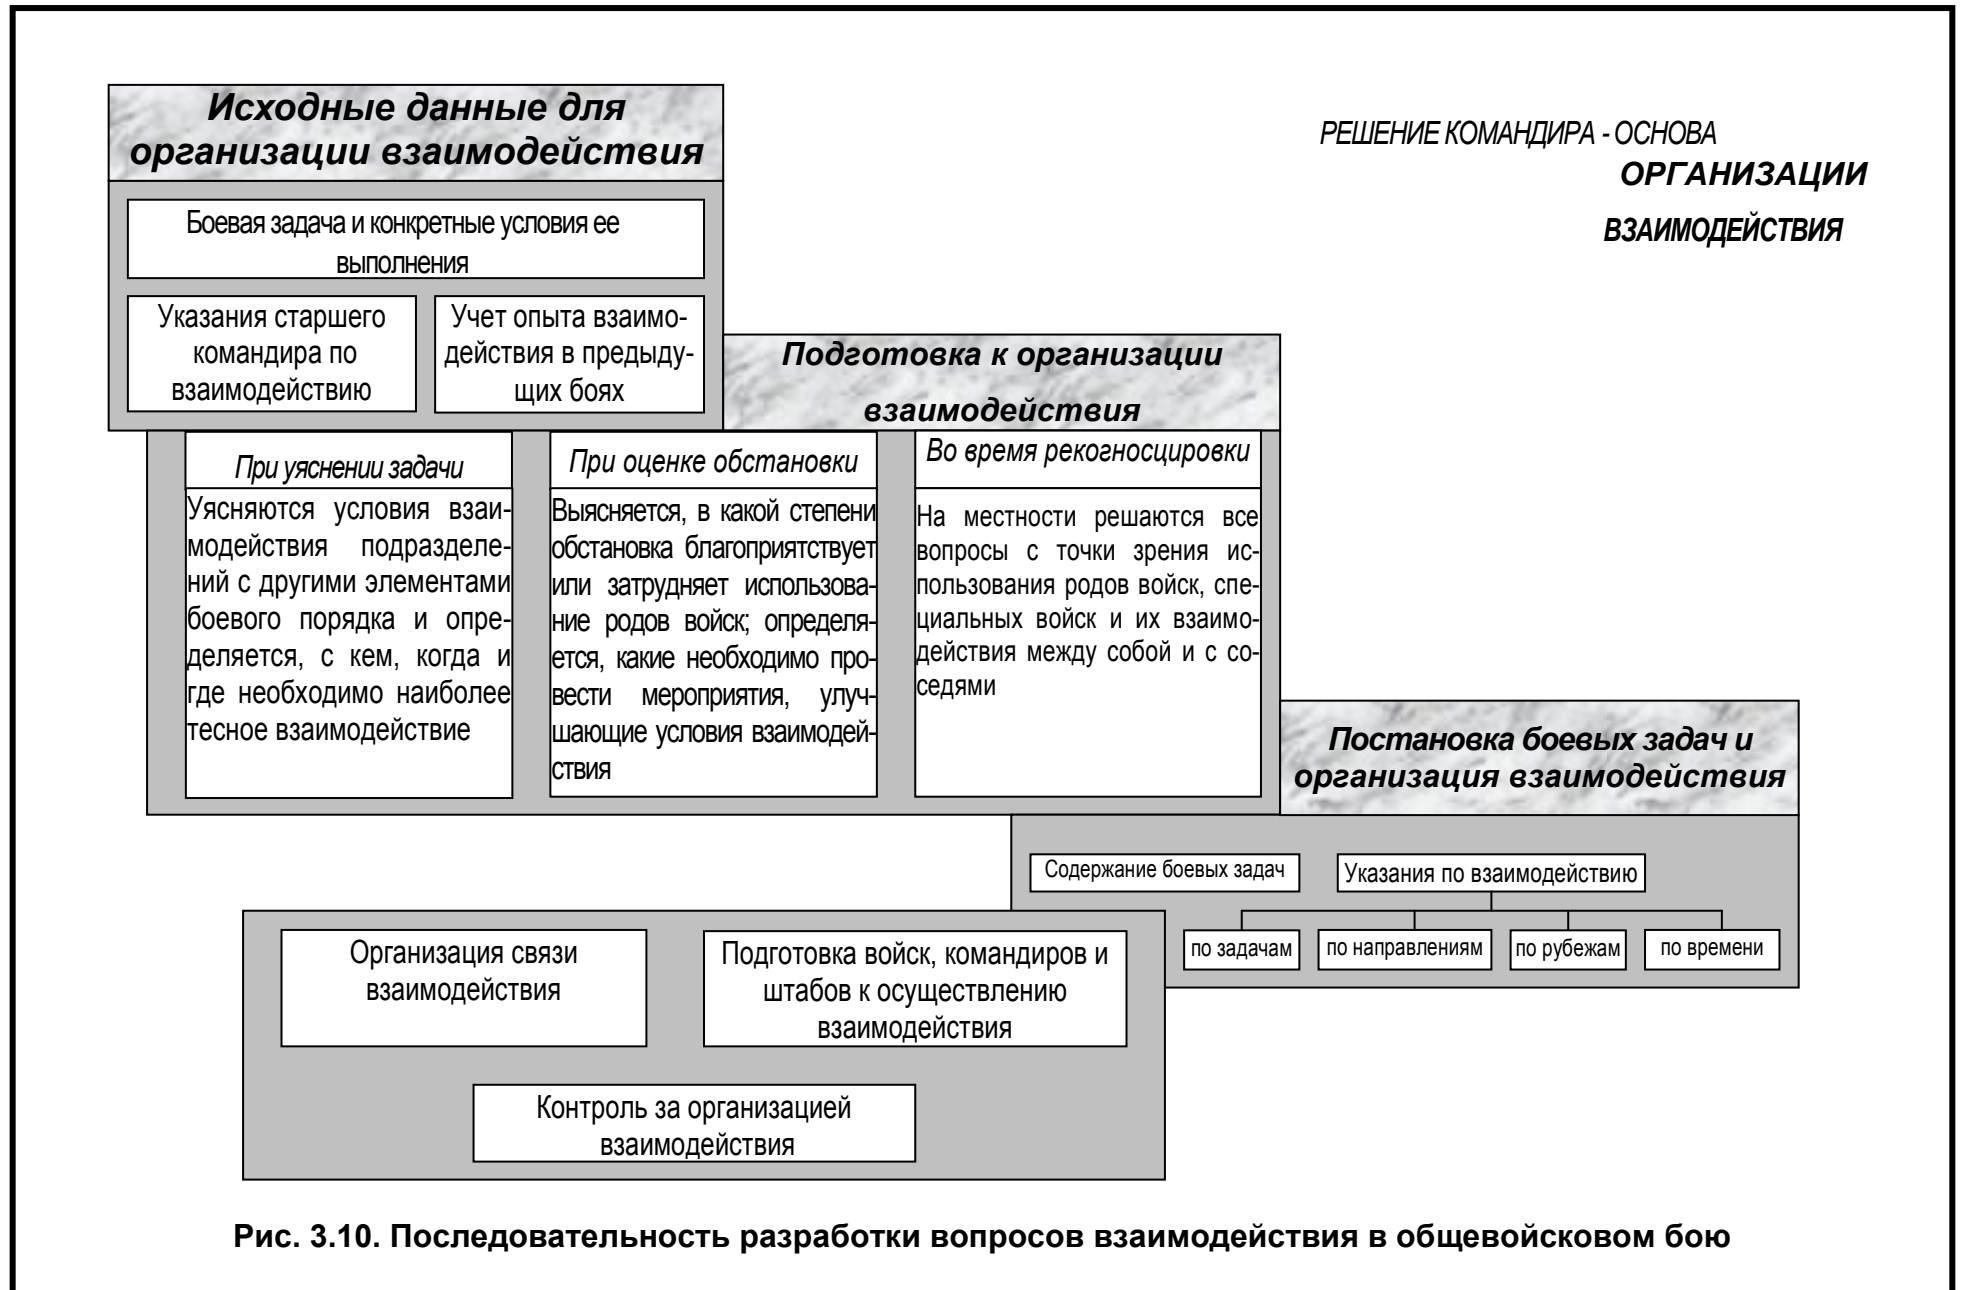 Исходные данные для
организации взаимодействия
РЕШЕНИЕ КОМАНДИРА - ОСНОВА
ОРГАНИЗАЦИИ
ВЗАИМОДЕЙСТВИЯ
Боевая задача и конкретные условия ее
выполнения
Указания старшего
командира по
взаимодействию
Учет опыта взаимо-
действия в предыду-
щих боях
Подготовка к организации
взаимодействия
При уяснении задачи
Уясняются условия взаи-
модействия подразделе-
ний с другими элементами
боевого порядка и опре-
деляется, с кем, когда и
где необходимо наиболее
тесное взаимодействие
При оценке обстановки
Выясняется, в какой степени
обстановка благоприятствует
или затрудняет использова-
ние родов войск; определя-
ется, какие необходимо про-
вести мероприятия, улуч-
шающие условия взаимодей-
ствия
Во время рекогносцировки
На местности решаются все
вопросы с точки зрения ис-
пользования родов войск, спе-
циальных войск и их взаимо-
действия между собой и с со-
седями
Постановка боевых задач и
организация взаимодействия
Содержание боевых задач
Указания по взаимодействию
по задачам
по направлениям
по рубежам
по времени
Организация связи
взаимодействия
Подготовка войск, командиров и
штабов к осуществлению
взаимодействия
Контроль за организацией
взаимодействия
Рис. 3.10. Последовательность разработки вопросов взаимодействия в общевойсковом бою